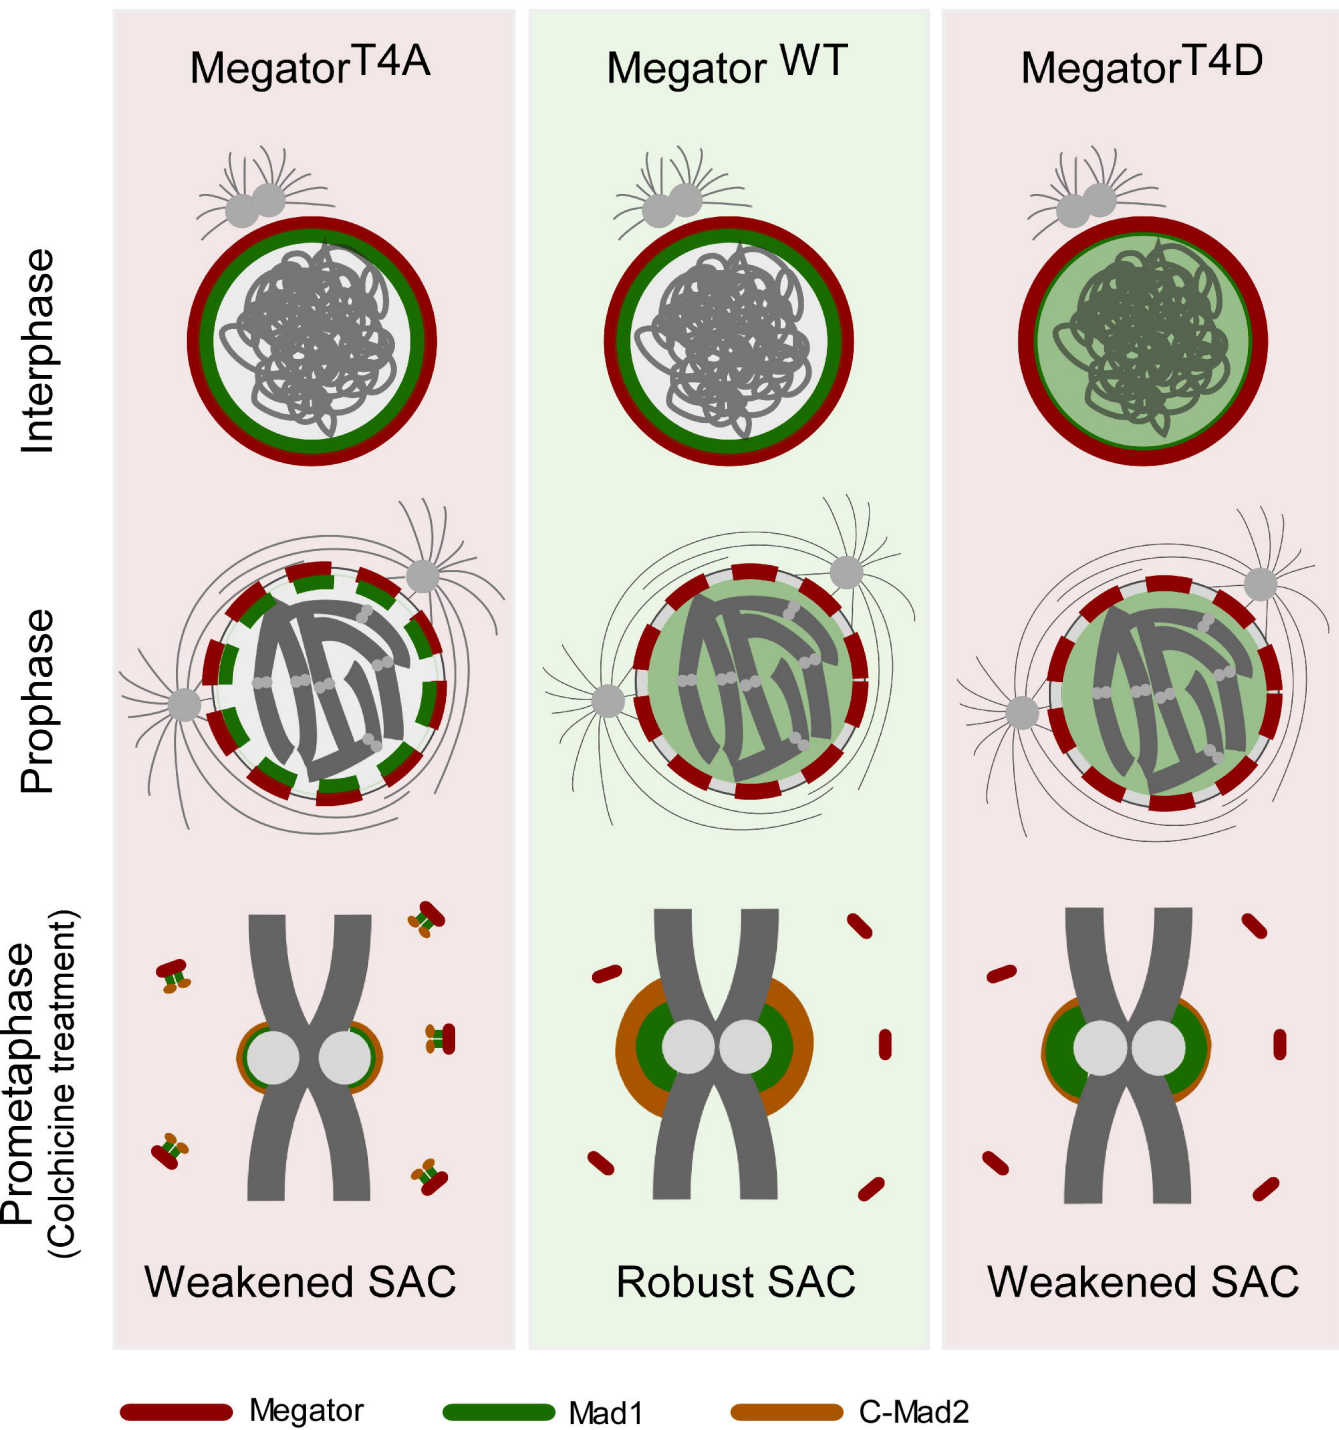 MegatorT4A
Megator WT
MegatorT4D
Interphase
Prophase
Prometaphase
(Colchicine treatment)
Weakened SAC
Robust SAC
Weakened SAC
Megator
Mad1
C-Mad2